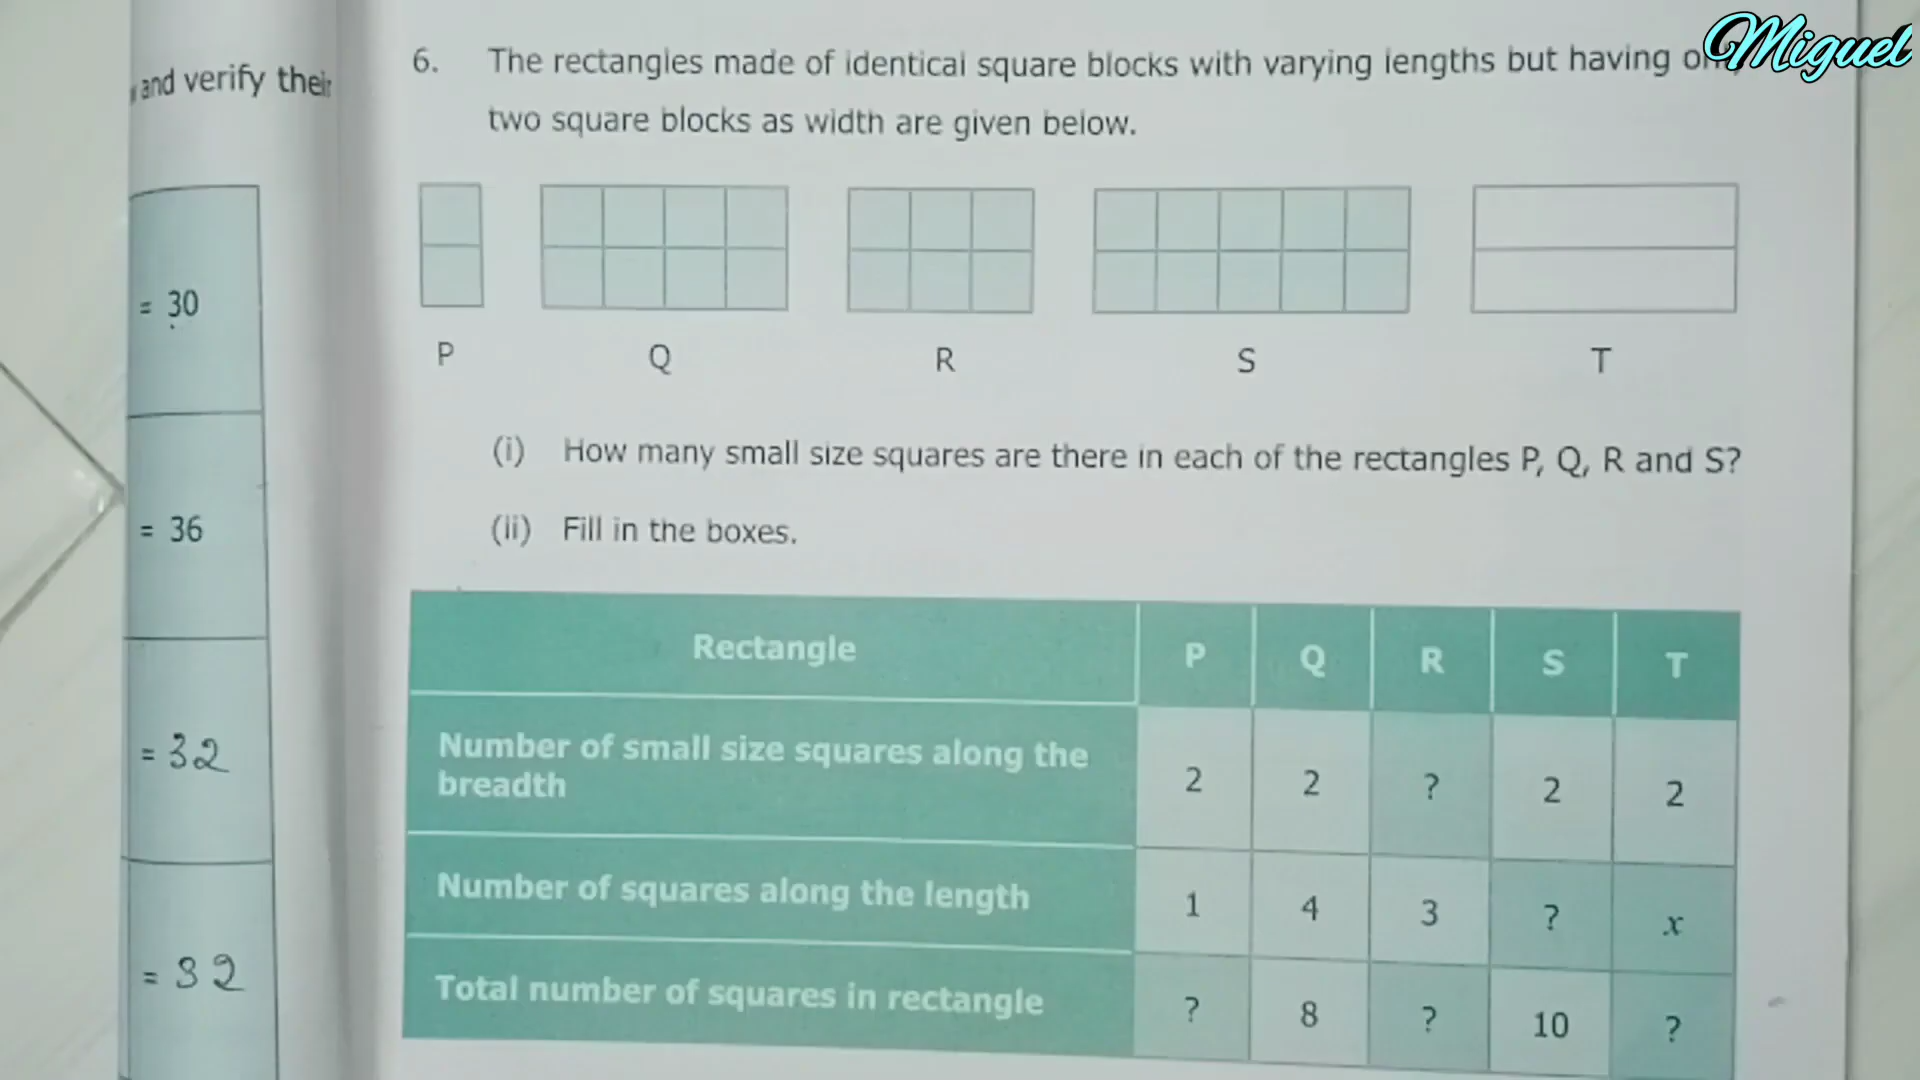 Miguel
and verify their
= 30
= 36
= 32
= 32
6. The rectangles made of identical square blocks with varying lengths but having
two square blocks as width are given below.
P Q R S T
(i) How many small size squares are there in each of the rectangles P, Q, R and S?
(ii) Fill in the boxes.
Rectangle P Q R S T
Number of small size squares along the
breadth 2 2 ? 2 2
Number of squares along the length 1 4 3 ? x
Total number of squares in rectangle ? 8 ? 10 ?